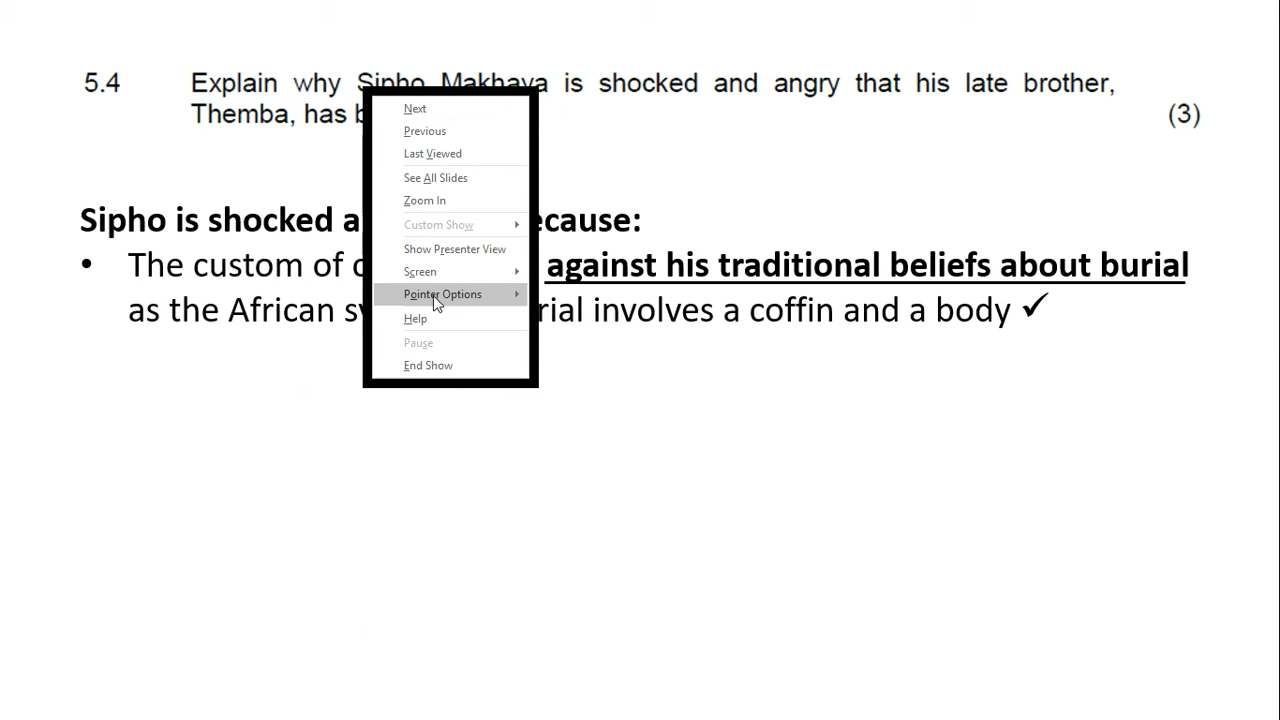 5.4 Explain why Sipho Makhaya is shocked and angry that his late brother,
Themba, has b (3)
Next
Previous
Last Viewed
See All Slides
Zoom In
Custom Show
Show Presenter View
Screen
Pointer Options
Help
Pause
End Show
Sipho is shocked a ecause:
• The custom of c against his traditional beliefs about burial
as the African sy rial involves a coffin and a body ✓